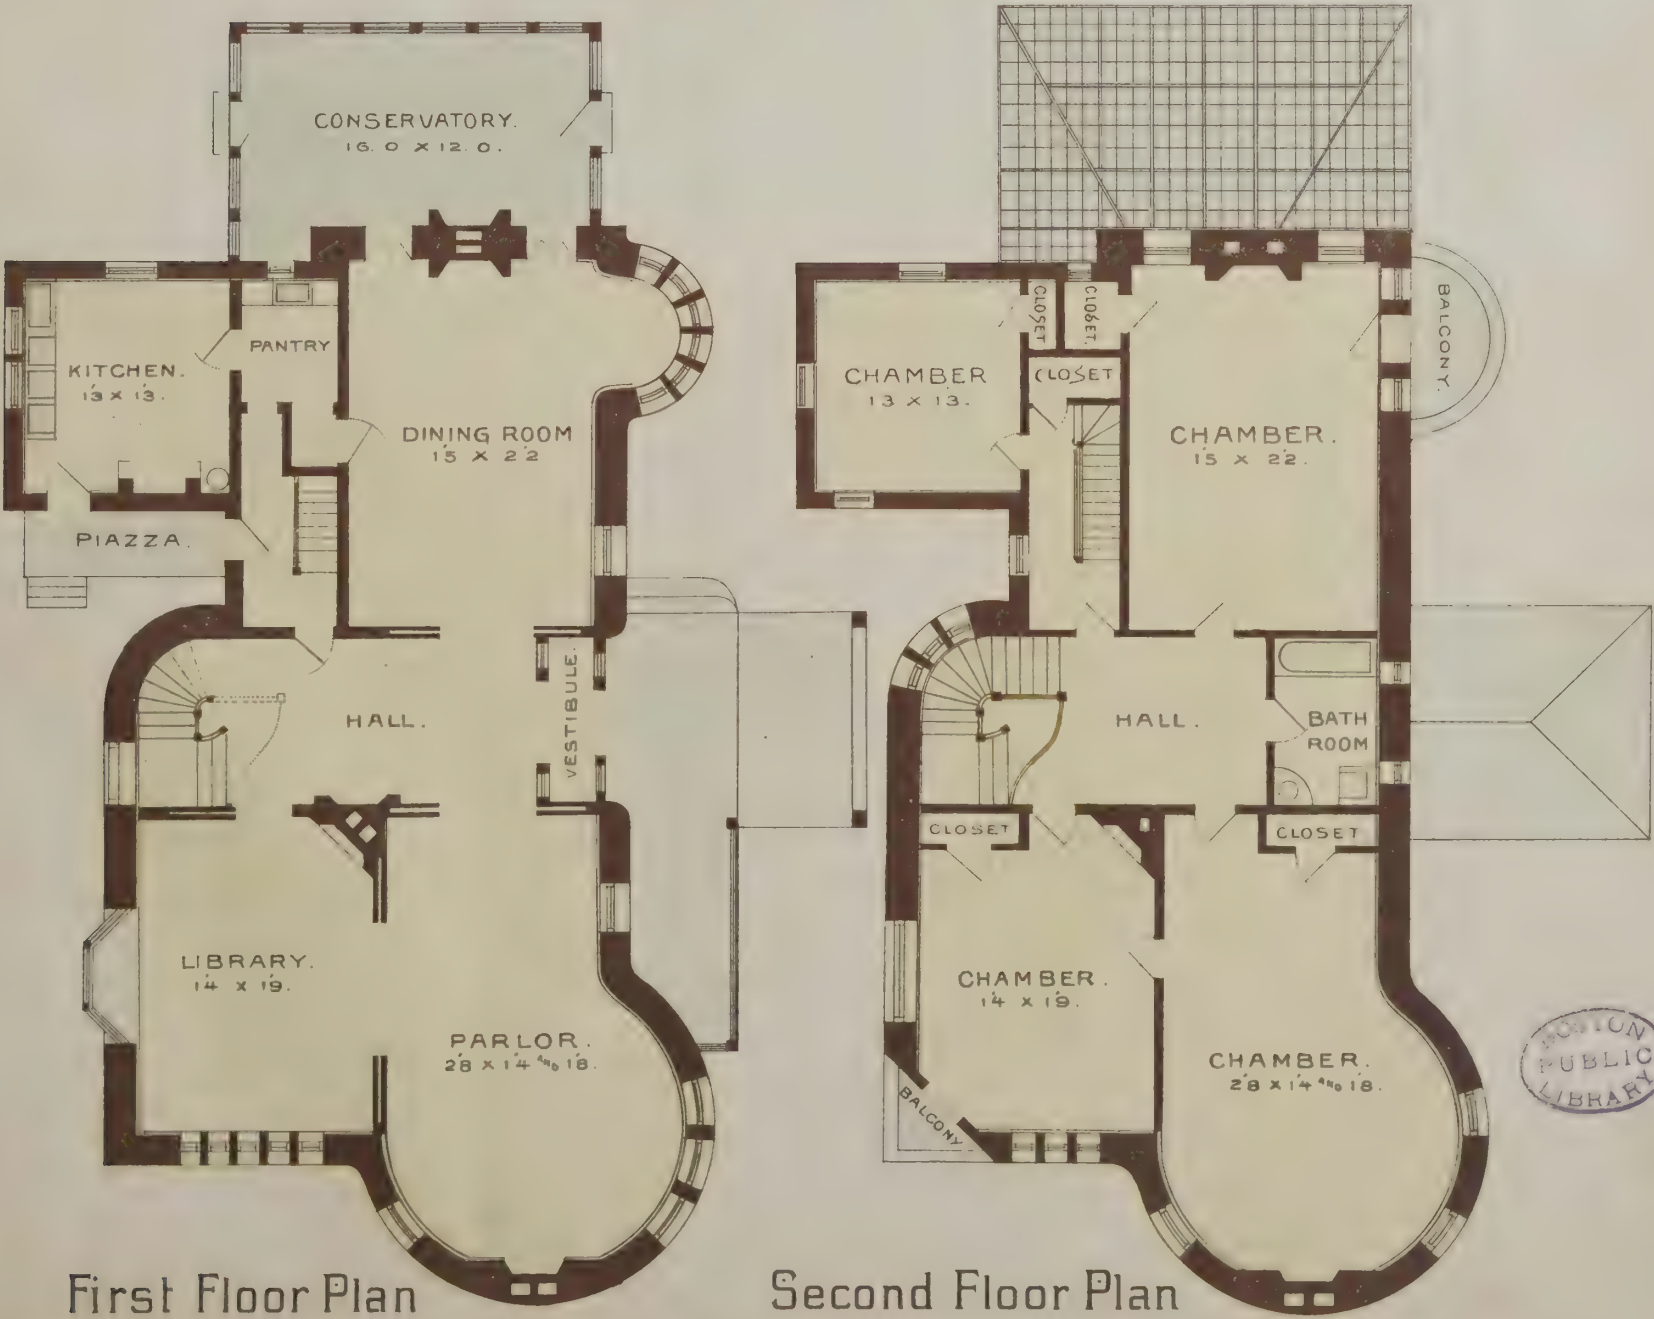 CONSERVATORY.
16.0 X 12.0.
KITCHEN.
13 X 13.
PANTRY
DINING ROOM
15 X 22
PIAZZA.
HALL.
VESTIBULE.
LIBRARY.
14 X 19.
PARLOR.
28 X 14 AND 18.
First Floor Plan
CLOSET
CLOSET.
BALCONY.
CHAMBER
13 X 13.
CLOSET
CHAMBER.
15 X 22.
HALL.
BATH
ROOM
CLOSET
CLOSET
CHAMBER.
14 X 19.
CHAMBER.
28 X 14 AND 18.
BALCONY
Second Floor Plan
BOSTON
PUBLIC
LIBRARY